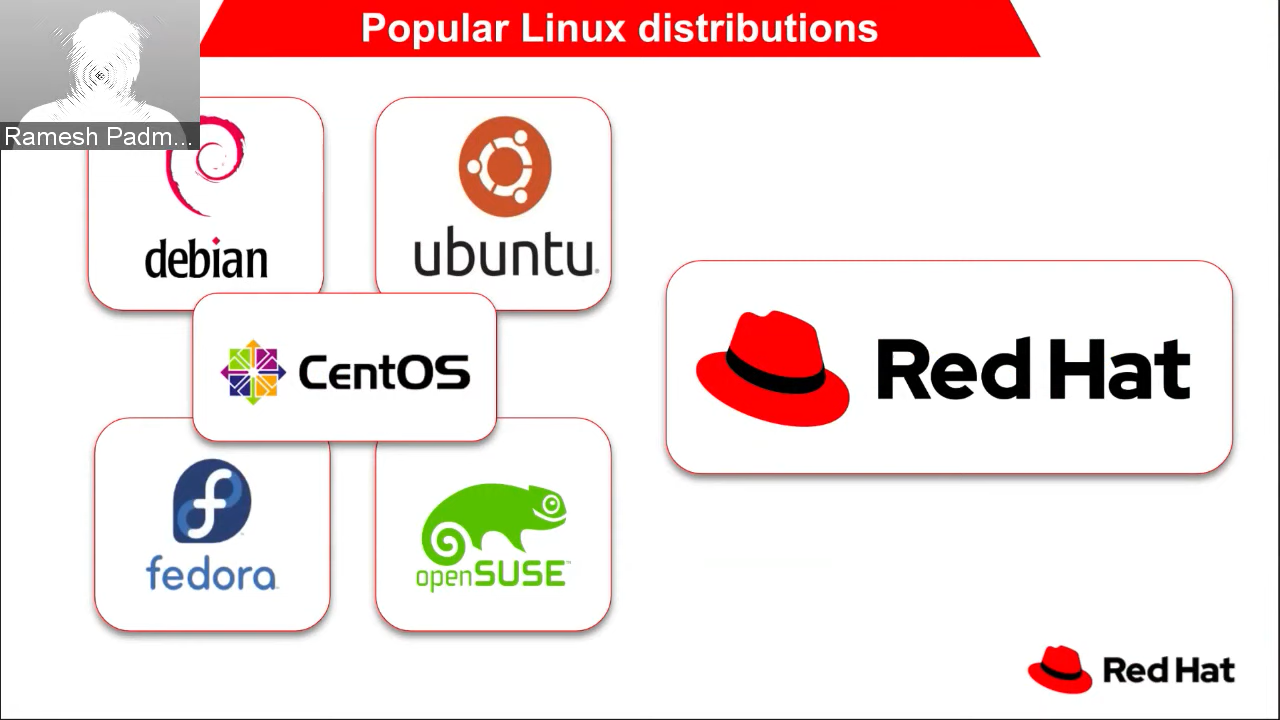 Popular Linux distributions
Ramesh Padm...
debian
ubuntu
CentOS
Red Hat
fedora
openSUSE
Red Hat